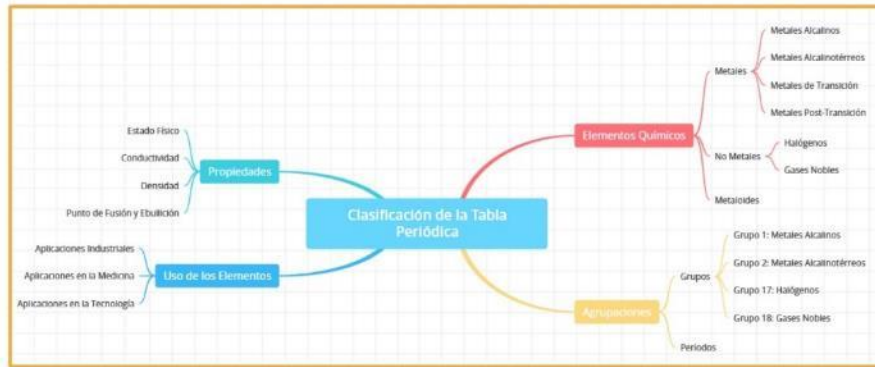 Clasificación de la Tabla
Periódica
Elementos Químicos
Metales
Metales Alcalinos
Metales Alcalinotérreos
Metales de Transición
Metales Post-Transición
No Metales
Halógenos
Gases Nobles
Metaloides
Agrupaciones
Grupos
Grupo 1: Metales Alcalinos
Grupo 2: Metales Alcalinotérreos
Grupo 17: Halógenos
Grupo 18: Gases Nobles
Periodos
Propiedades
Estado Físico
Conductividad
Densidad
Punto de Fusión y Ebullición
Uso de los Elementos
Aplicaciones Industriales
Aplicaciones en la Medicina
Aplicaciones en la Tecnología